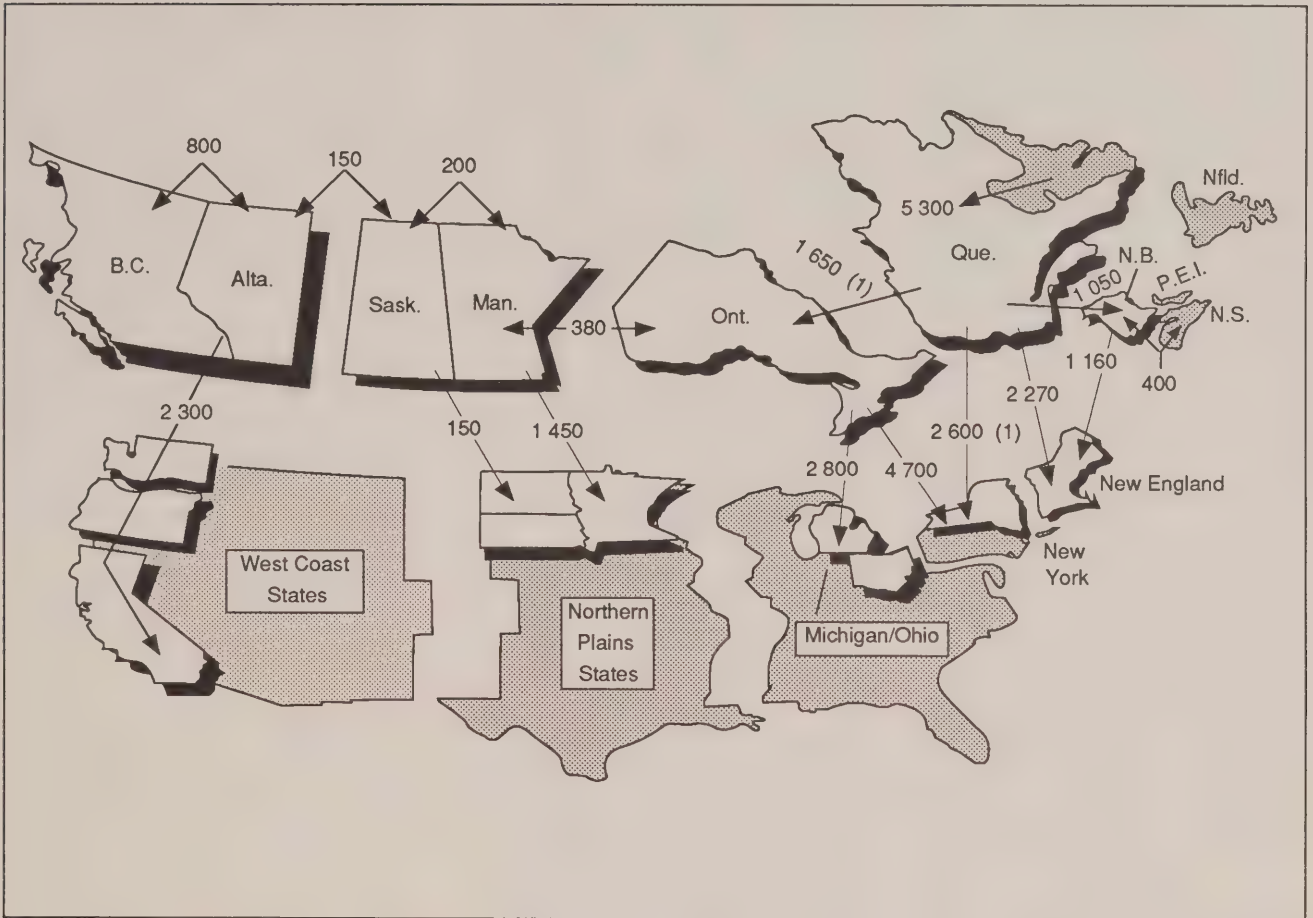 800
150
200
B.C.
Alta.
Sask.
Man.
380
Ont.
1 650 (1)
5 300
Que.
Nfld.
N.B.
P.E.I.
1 050
N.S.
1 160
400
2 300
150
1 450
2 800
4 700
2 600 (1)
2 270
New England
New
York
West Coast
States
Northern
Plains
States
Michigan/Ohio